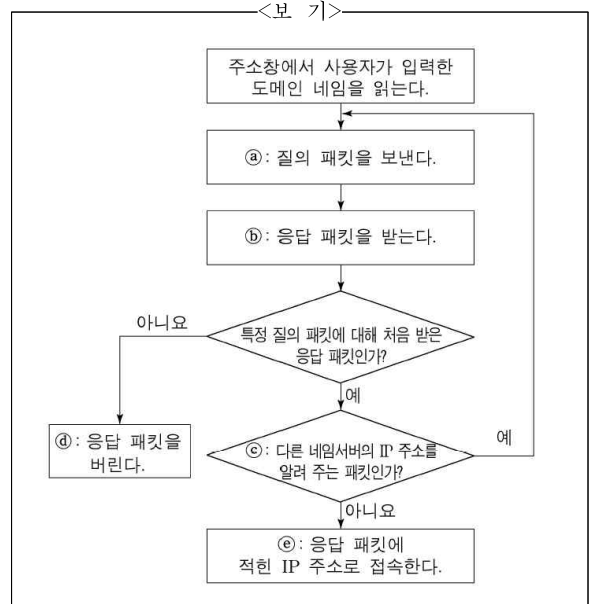 <보 기>
주소창에서 사용자가 입력한
도메인 네임을 읽는다.
ⓐ: 질의 패킷을 보낸다.
ⓑ: 응답 패킷을 받는다.
아니요
특정 질의 패킷에 대해 처음 받은
응답 패킷인가?
예
ⓓ: 응답 패킷을
버린다.
ⓒ: 다른 네임서버의 IP 주소를
알려 주는 패킷인가?
예
아니요
ⓔ: 응답 패킷에
적힌 IP 주소로 접속한다.